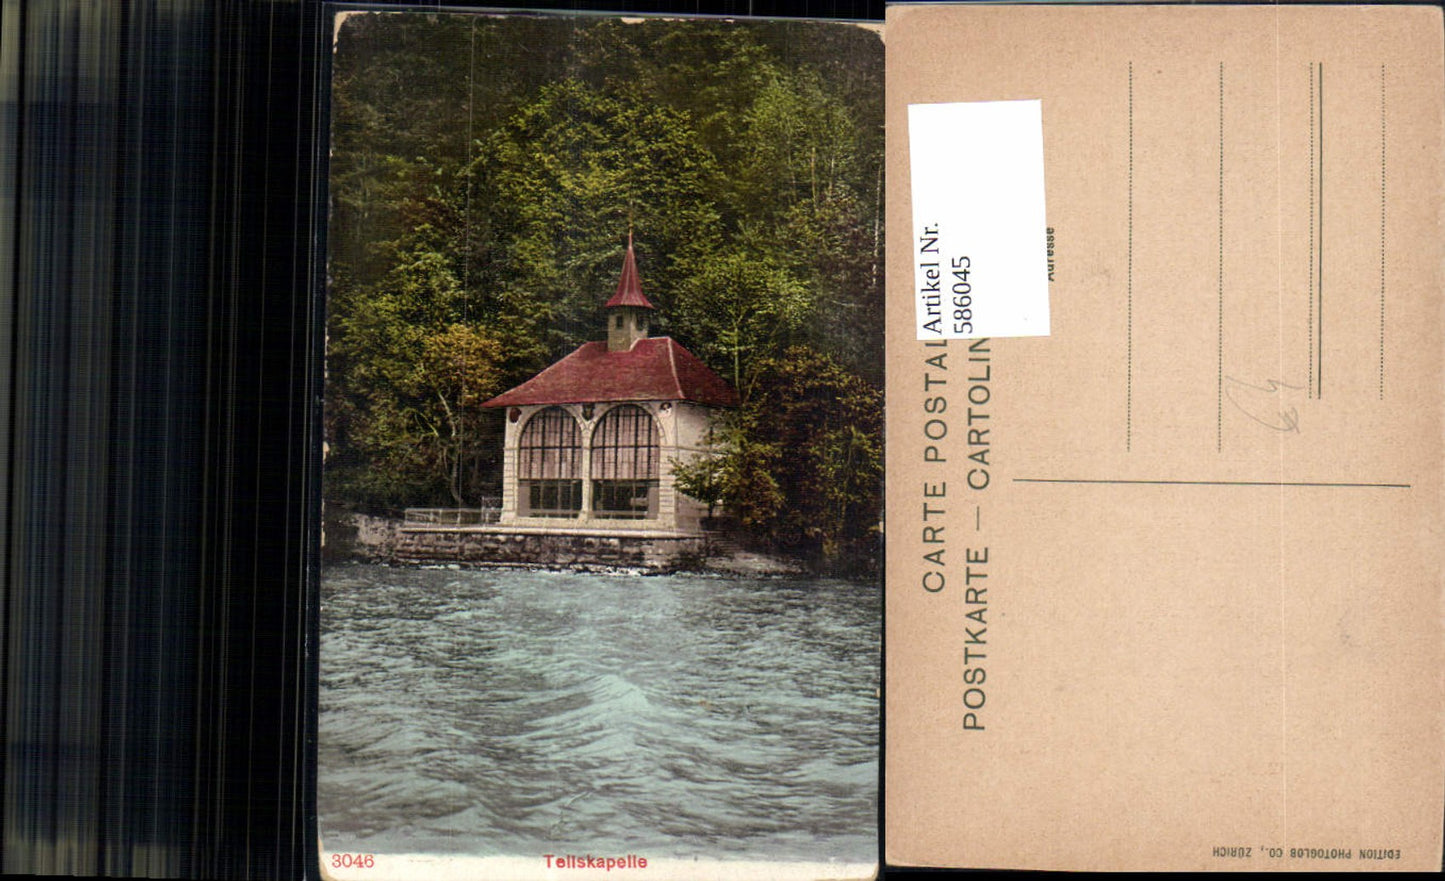 3046
Tellskapelle
CARTE POSTAL
POSTKARTE — CARTOLIN
Artikel Nr.
586045
Adresse
EDITION PHOTOGLOB CO., ZÜRICH